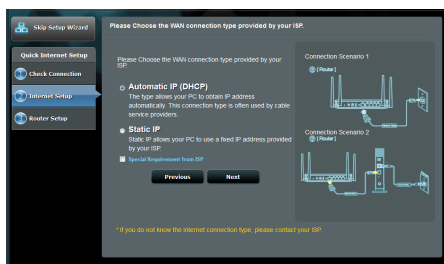 Skip Setup Wizard
Please Choose the WAN connection type provided by your ISP.
Quick Internet Setup
1 Check Connection
2 Internet Setup
3 Router Setup
Please Choose the WAN connection type provided by your
ISP
Automatic IP (DHCP)
The type allows your PC to obtain IP address
automatically. This connection type is often used by cable
service providers.
Static IP
Static IP allows your PC to use a fixed IP address provided
by your ISP.
Special Requirement from ISP
Previous
Next
Connection Scenario 1
[Router]
Connection Scenario 2
[Router]
* If you do not know the Internet connection type, please contact your ISP.